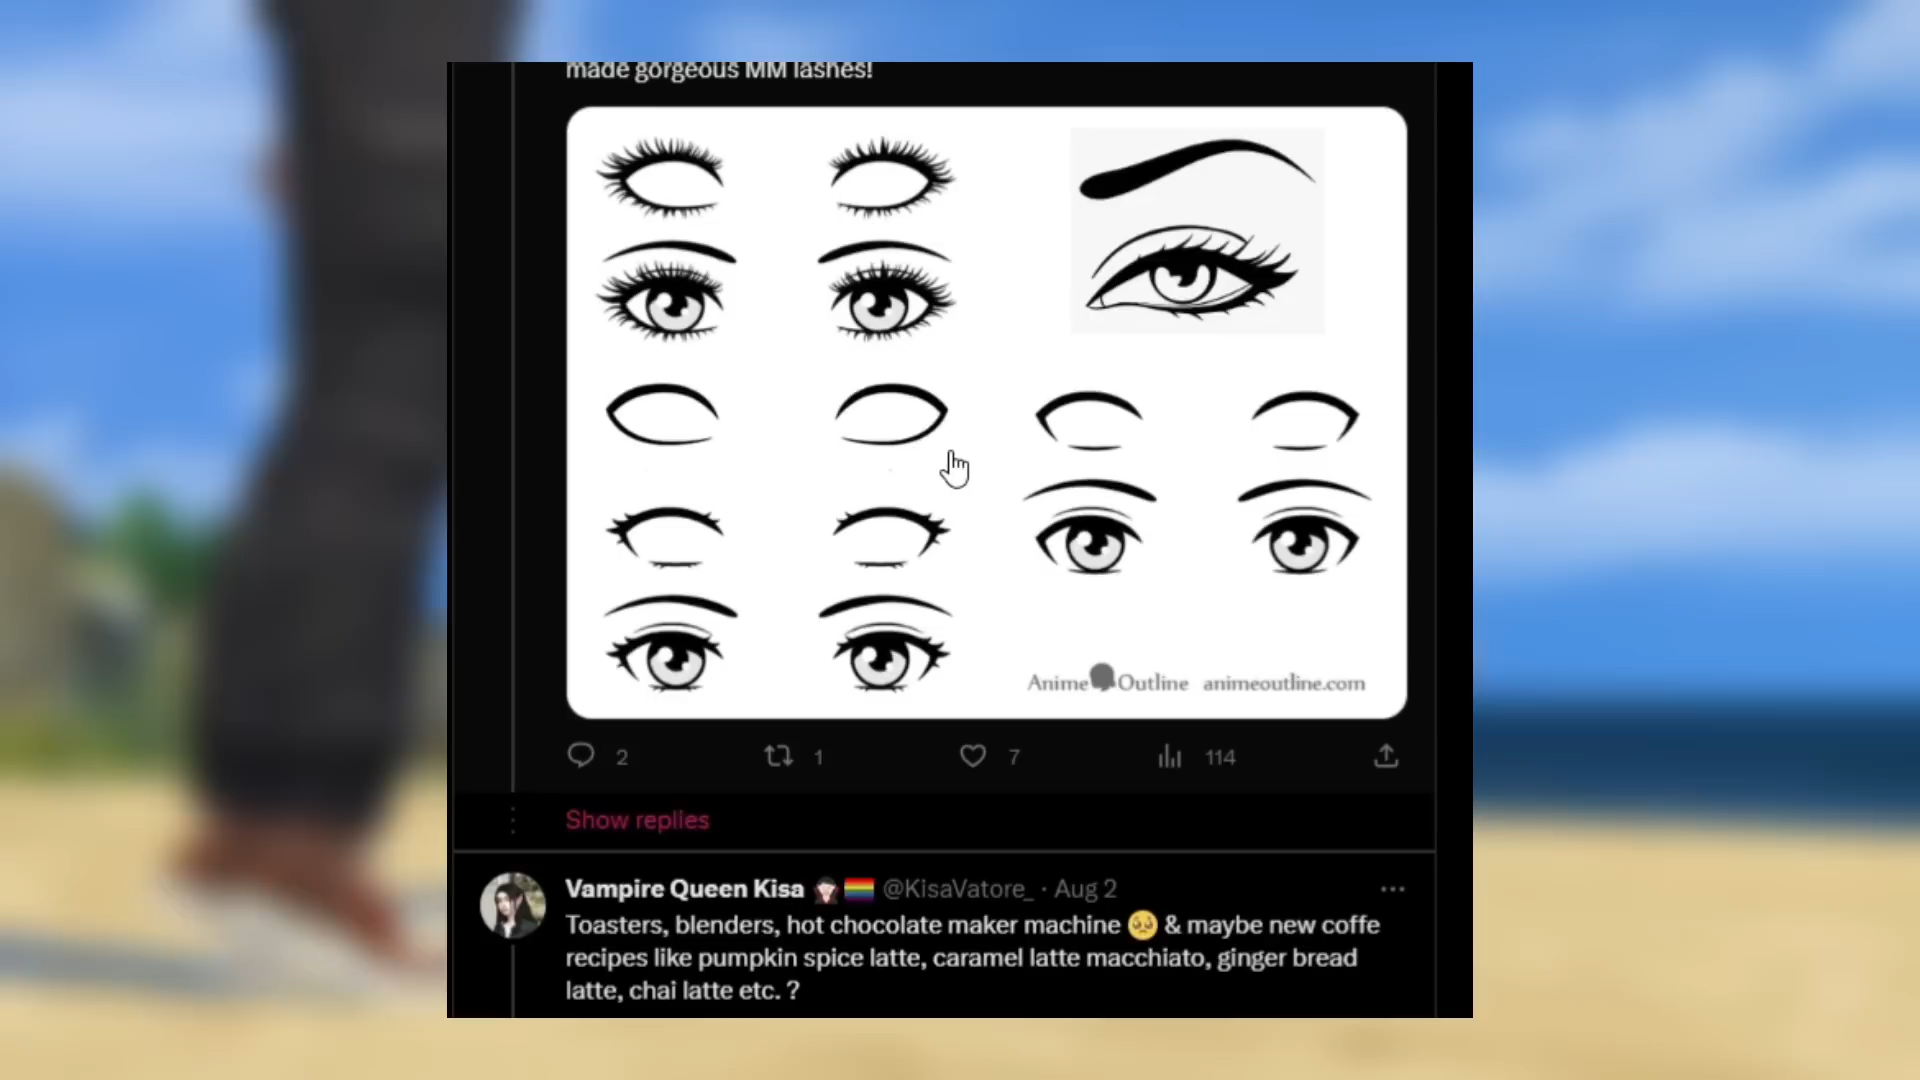 made gorgeous MM lashes!
Anime Outline animeoutline.com
2 1 7 114
Show replies
Vampire Queen Kisa @KisaVatore_ · Aug 2
Toasters, blenders, hot chocolate maker machine 🥺 & maybe new coffe
recipes like pumpkin spice latte, caramel latte macchiato, ginger bread
latte, chai latte etc. ?